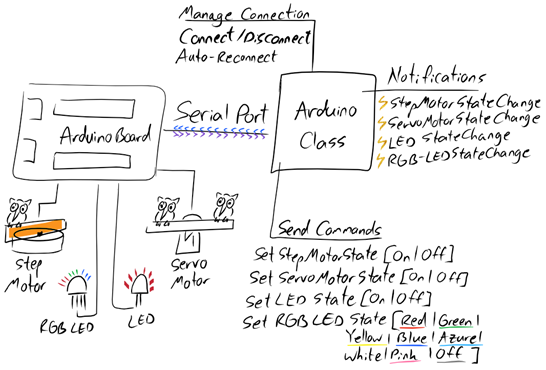 Manage Connection
Connect/Disconnect
Auto-Reconnect
Arduino Board
Serial Port
Arduino
Class
Notifications
StepMotorStateChange
ServoMotorStateChange
LED StateChange
RGB-LEDStateChange
Step
Motor
Servo
Motor
RGB LED
LED
Send Commands
Set StepMotorState [On|Off]
Set ServoMotorState [On|Off]
Set LED State [On|Off]
Set RGB LED State [Red |Green|
Yellow| Blue| Azure|
White|Pink |Off ]